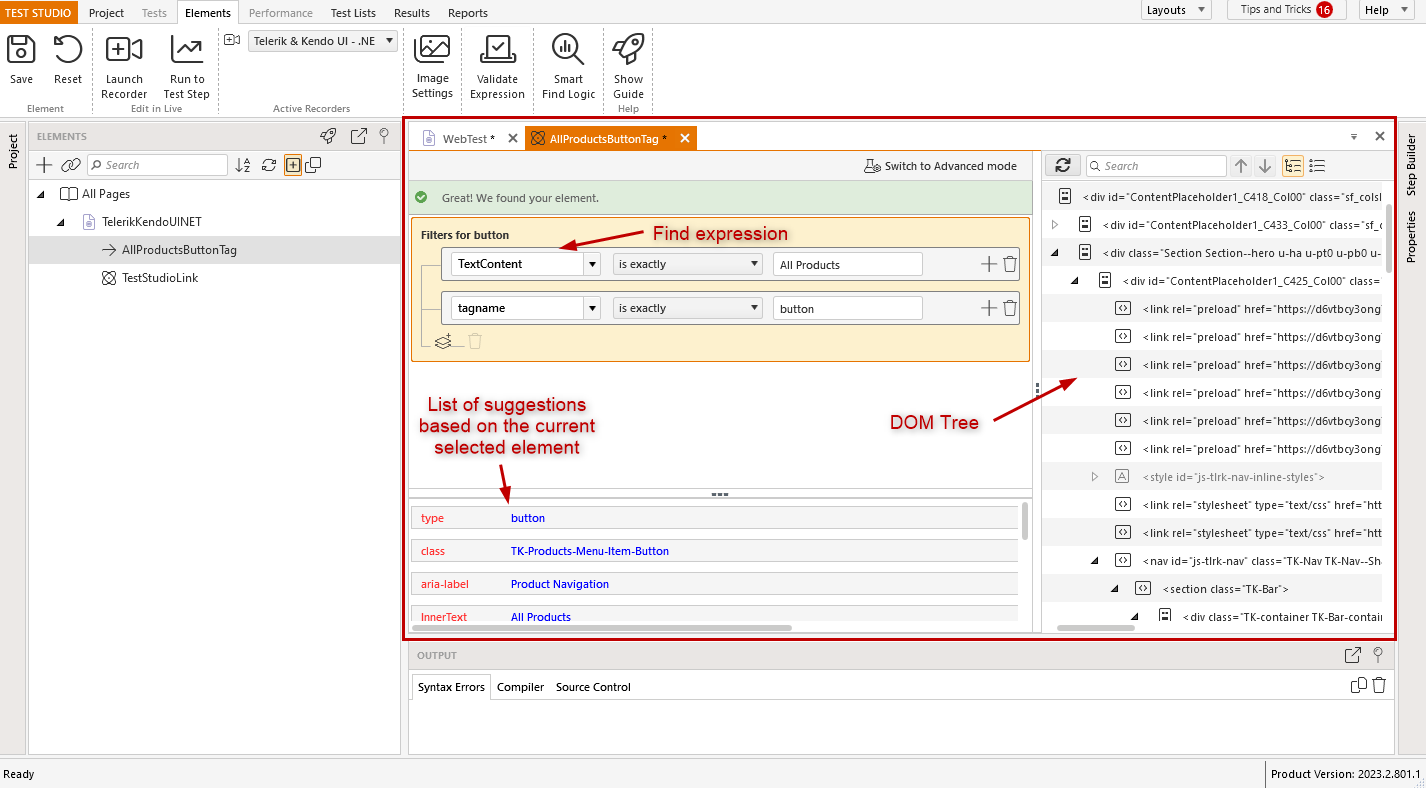 TEST STUDIO Project Tests Elements Performance Test Lists Results Reports Layouts Tips and Tricks 16 Help
Telerik & Kendo UI - .NE
Save Reset Launch Recorder Run to Test Step Image Settings Validate Expression Smart Find Logic Show Guide
Element Edit in Live Active Recorders Help
Project
ELEMENTS
Search
All Pages
TelerikKendoUINET
AllProductsButtonTag
TestStudioLink
WebTest *
AllProductsButtonTag *
Switch to Advanced mode
Great! We found your element.
Filters for button
Find expression
TextContent is exactly All Products
tagname is exactly button
List of suggestions
based on the current
selected element
DOM Tree
type button
class TK-Products-Menu-Item-Button
aria-label Product Navigation
InnerText All Products
Search
<div id="ContentPlaceholder1_C418_Col00" class="sf_colsl
<div id="ContentPlaceholder1_C433_Col00" class="sf_c
<div class="Section Section--hero u-ha u-pt0 u-pb0 u-
<div id="ContentPlaceholder1_C425_Col00" class=
<link rel="preload" href="https://d6vtbcy3ong
<link rel="preload" href="https://d6vtbcy3ong
<link rel="preload" href="https://d6vtbcy3ong
<link rel="preload" href="https://d6vtbcy3ong
<link rel="preload" href="https://d6vtbcy3ong
<link rel="preload" href="https://d6vtbcy3ong
<style id="js-tlrk-nav-inline-styles">
<link rel="stylesheet" type="text/css" href="htt
<link rel="stylesheet" type="text/css" href="htt
<nav id="js-tlrk-nav" class="TK-Nav TK-Nav--Sha
<section class="TK-Bar">
<div class="TK-container TK-Bar-contain
Step Builder
Properties
OUTPUT
Syntax Errors Compiler Source Control
Ready
Product Version: 2023.2.801.1